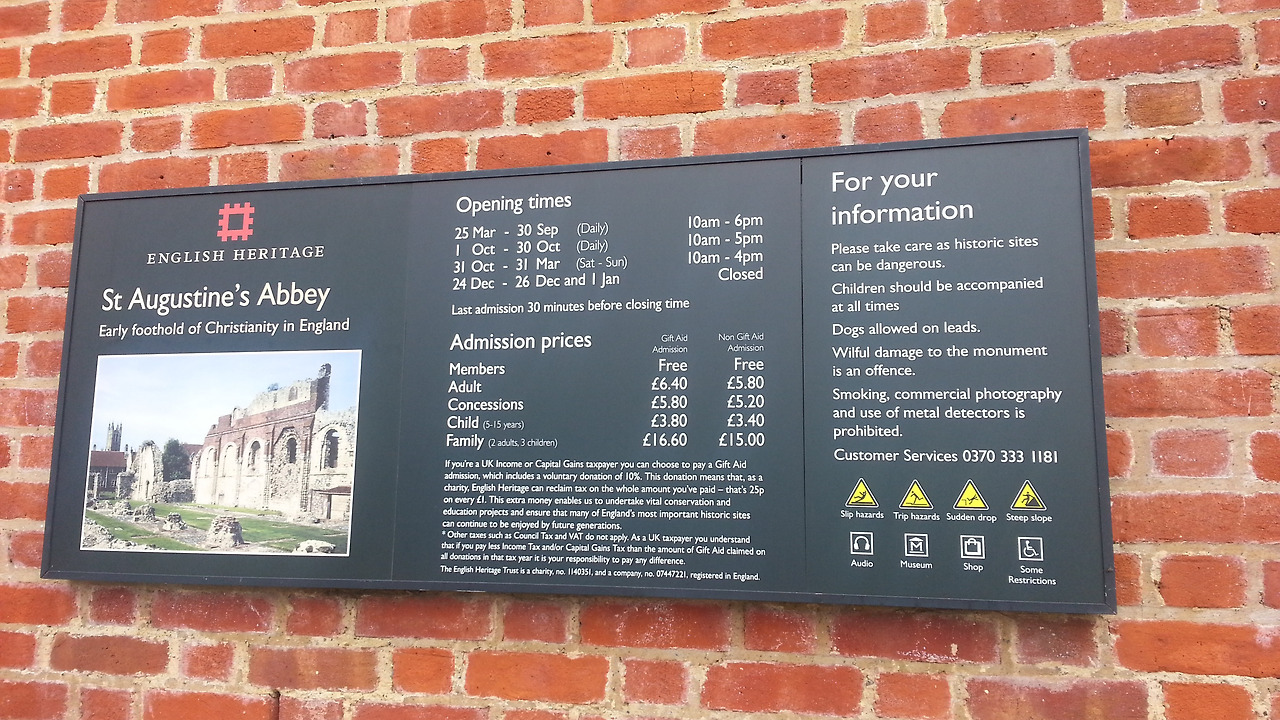 ENGLISH HERITAGE
St Augustine's Abbey
Early foothold of Christianity in England
Opening times
25 Mar - 30 Sep (Daily) 10am - 6pm
1 Oct - 30 Oct (Daily) 10am - 5pm
31 Oct - 31 Mar (Sat - Sun) 10am - 4pm
24 Dec - 26 Dec and 1 Jan Closed
Last admission 30 minutes before closing time
Admission prices
Gift Aid Admission Non Gift Aid Admission
Members Free Free
Adult £6.40 £5.80
Concessions £5.80 £5.20
Child (5-15 years) £3.80 £3.40
Family (2 adults, 3 children) £16.60 £15.00
If you're a UK Income or Capital Gains taxpayer you can choose to pay a Gift Aid
admission, which includes a voluntary donation of 10%. This donation means that, as a
charity, English Heritage can reclaim tax on the whole amount you've paid – that's 25p
on every £1. This extra money enables us to undertake vital conservation and
education projects and ensure that many of England's most important historic sites
can continue to be enjoyed by future generations.
* Other taxes such as Council Tax and VAT do not apply. As a UK taxpayer you understand
that if you pay less Income Tax and/or Capital Gains Tax than the amount of Gift Aid claimed on
all donations in that tax year it is your responsibility to pay any difference.
The English Heritage Trust is a charity, no. 1140351, and a company, no. 07447221, registered in England.
For your
information
Please take care as historic sites
can be dangerous.
Children should be accompanied
at all times
Dogs allowed on leads.
Wilful damage to the monument
is an offence.
Smoking, commercial photography
and use of metal detectors is
prohibited.
Customer Services 0370 333 1181
Slip hazards Trip hazards Sudden drop Steep slope
Audio Museum Shop Some
Restrictions